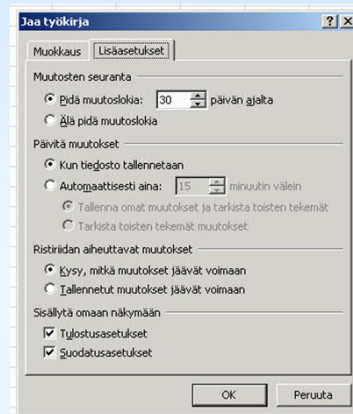 Jaa työkirja
Muokkaus Lisäasetukset
Muutosten seuranta
Pidä muutoslokia: 30 päivän ajalta
Älä pidä muutoslokia
Päivitä muutokset
Kun tiedosto tallennetaan
Automaattisesti aina: 15 minuutin välein
Tallenna omat muutokset ja tarkista toisten tekemät
Tarkista toisten tekemät muutokset
Ristiriidan aiheuttavat muutokset
Kysy, mitkä muutokset jäävät voimaan
Tallennetut muutokset jäävät voimaan
Sisällytä omaan näkymään
Tulostusasetukset
Suodatusasetukset
OK Peruuta